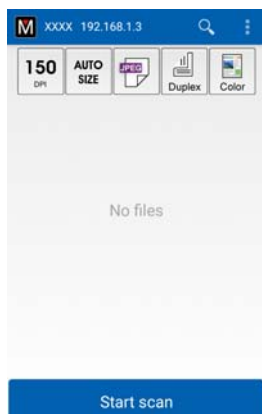 M XXXX 192.168.1.3
150 DPI
AUTO SIZE
JPEG
Duplex
Color
No files
Start scan